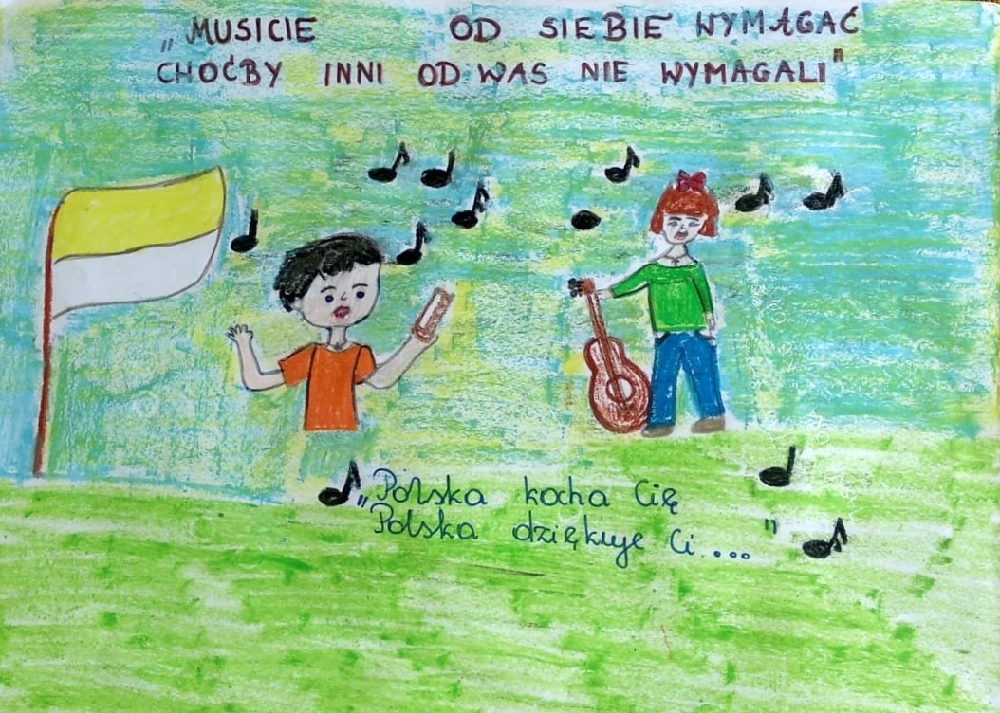 „MUSICIE OD SIEBIE WYMAGAĆ
CHOĆBY INNI OD WAS NIE WYMAGALI"
„Polska kocha Cię
Polska dziękuje Ci...."